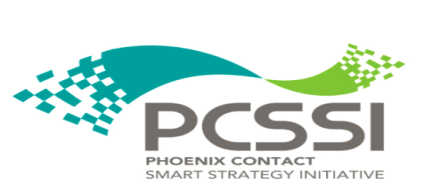 PCSSI
PHOENIX CONTACT
SMART STRATEGY INITIATIVE